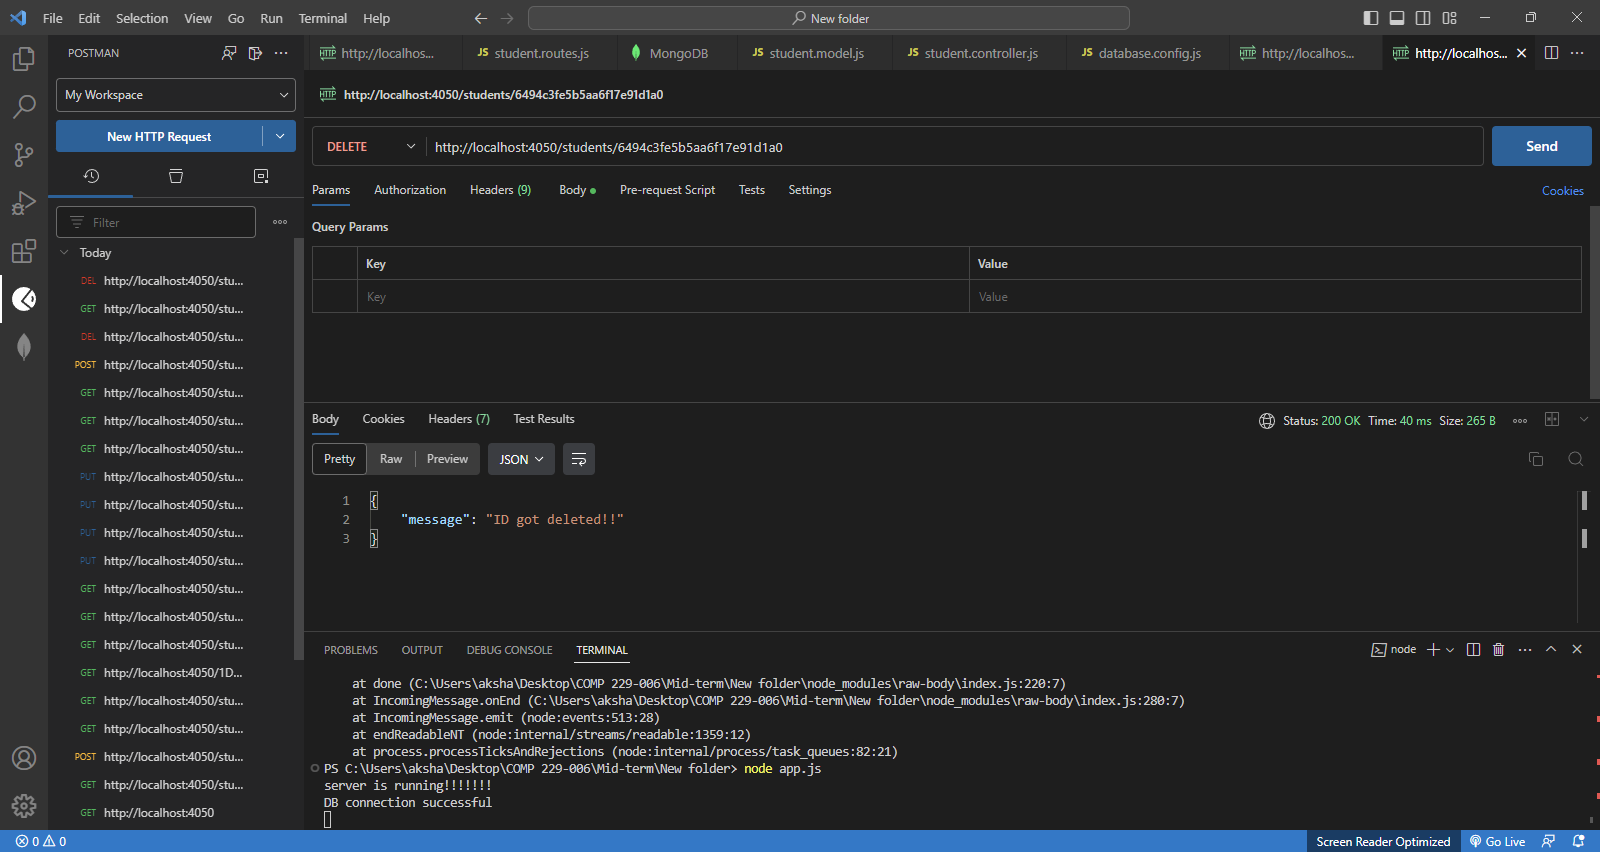 File Edit Selection View Go Run Terminal Help
New folder
POSTMAN
My Workspace
New HTTP Request
Filter
Today
DEL http://localhost:4050/stu...
GET http://localhost:4050/stu...
DEL http://localhost:4050/stu...
POST http://localhost:4050/stu...
GET http://localhost:4050/stu...
GET http://localhost:4050/stu...
GET http://localhost:4050/stu...
PUT http://localhost:4050/stu...
PUT http://localhost:4050/stu...
PUT http://localhost:4050/stu...
PUT http://localhost:4050/stu...
GET http://localhost:4050/stu...
GET http://localhost:4050/stu...
GET http://localhost:4050/stu...
GET http://localhost:4050/1D...
GET http://localhost:4050/stu...
GET http://localhost:4050/stu...
POST http://localhost:4050/stu...
GET http://localhost:4050/stu...
GET http://localhost:4050
HTTP http://localhos... JS student.routes.js MongoDB JS student.model.js JS student.controller.js JS database.config.js HTTP http://localhos... HTTP http://localhos...
HTTP http://localhost:4050/students/6494c3fe5b5aa6f17e91d1a0
DELETE http://localhost:4050/students/6494c3fe5b5aa6f17e91d1a0 Send
Params Authorization Headers (9) Body Pre-request Script Tests Settings Cookies
Query Params
Key Value
Key Value
Body Cookies Headers (7) Test Results Status: 200 OK Time: 40 ms Size: 265 B
Pretty Raw Preview JSON
1 {
2 "message": "ID got deleted!!"
3 }
PROBLEMS OUTPUT DEBUG CONSOLE TERMINAL node
at done (C:\Users\aksha\Desktop\COMP 229-006\Mid-term\New folder\node_modules\raw-body\index.js:220:7)
at IncomingMessage.onEnd (C:\Users\aksha\Desktop\COMP 229-006\Mid-term\New folder\node_modules\raw-body\index.js:280:7)
at IncomingMessage.emit (node:events:513:28)
at endReadableNT (node:internal/streams/readable:1359:12)
at process.processTicksAndRejections (node:internal/process/task_queues:82:21)
PS C:\Users\aksha\Desktop\COMP 229-006\Mid-term\New folder> node app.js
server is running!!!!!!!
DB connection successful
0 0 Screen Reader Optimized Go Live